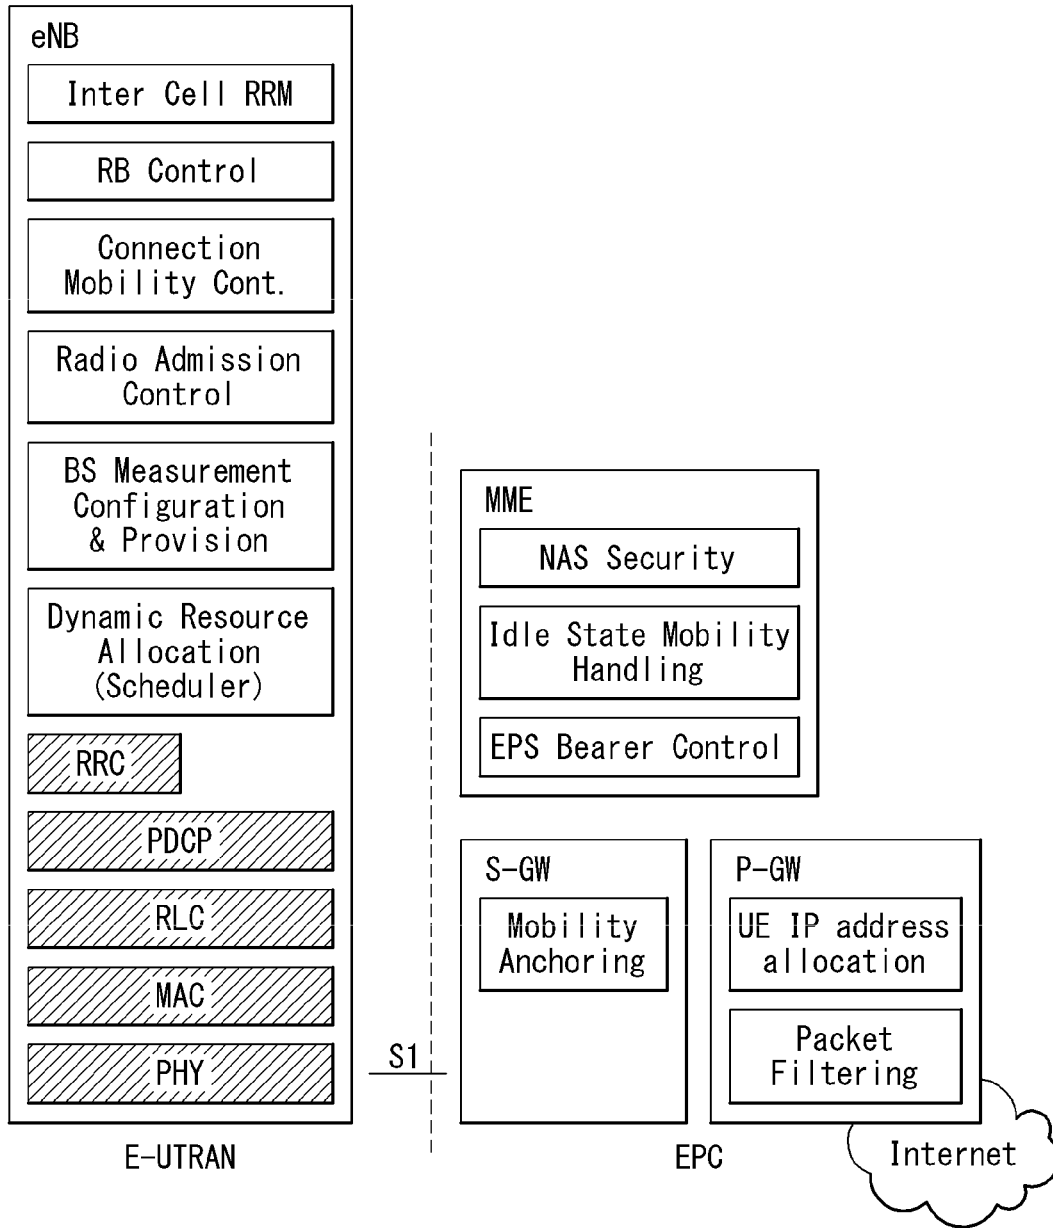 eNB
Inter Cell RRM
RB Control
Connection
Mobility Cont.
Radio Admission
Control
BS Measurement
Configuration
& Provision
Dynamic Resource
Allocation
(Scheduler)
RRC
PDCP
RLC
MAC
PHY
E-UTRAN
S1
MME
NAS Security
Idle State Mobility
Handling
EPS Bearer Control
S-GW
Mobility
Anchoring
P-GW
UE IP address
allocation
Packet
Filtering
EPC
Internet